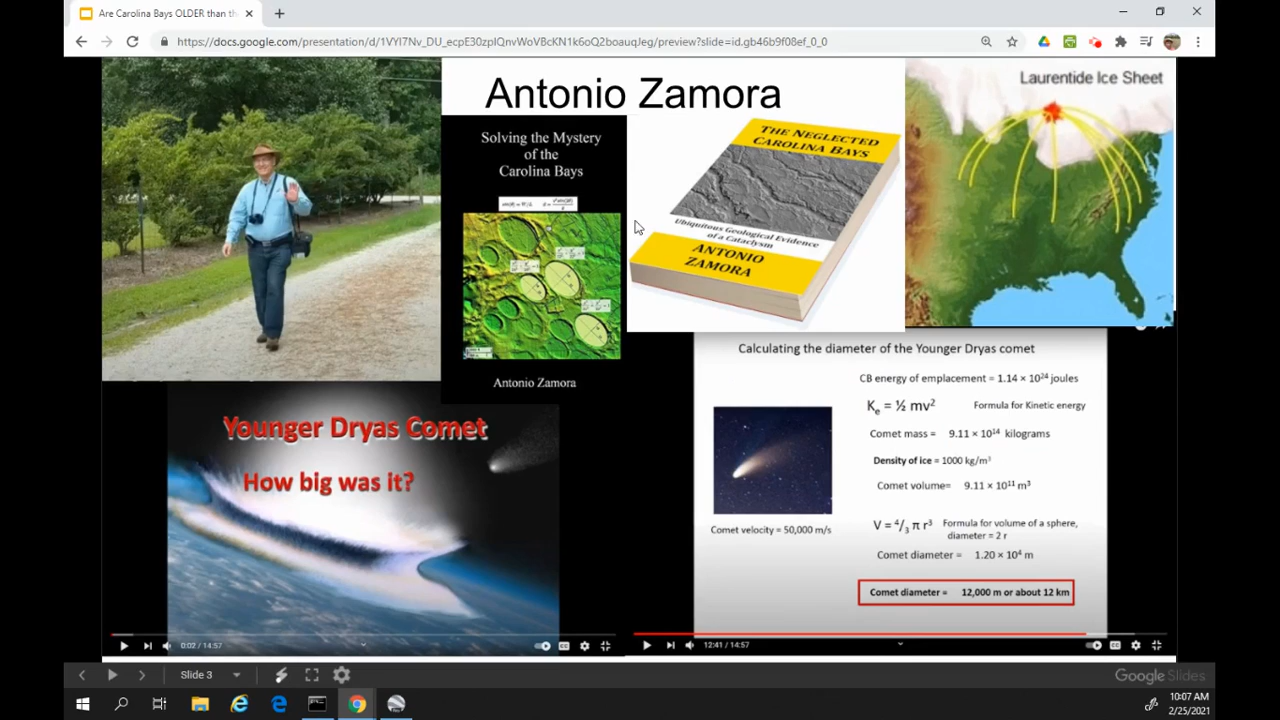 Are Carolina Bays OLDER than th
https://docs.google.com/presentation/d/1VYI7Nv_DU_ecpE30zpIQnvWoVBcKN1k6oQ2boauqJeg/preview?slide=id.gb46b9f08ef_0_0
Antonio Zamora
Solving the Mystery
of the
Carolina Bays
Antonio Zamora
THE NEGLECTED
CAROLINA BAYS
Ubiquitous Geological Evidence
of a Cataclysm
ANTONIO
ZAMORA
Laurentide Ice Sheet
Younger Dryas Comet
How big was it?
0:02 / 14:57
Calculating the diameter of the Younger Dryas comet
CB energy of emplacement = 1.14 × 10²⁴ joules
Kₑ = ½ mv² Formula for Kinetic energy
Comet mass = 9.11 × 10¹⁴ kilograms
Density of ice = 1000 kg/m³
Comet volume= 9.11 × 10¹¹ m³
V = ⁴/₃ π r³ Formula for volume of a sphere,
diameter = 2 r
Comet velocity = 50,000 m/s
Comet diameter = 1.20 × 10⁴ m
Comet diameter = 12,000 m or about 12 km
12:41 / 14:57
Slide 3
Google Slides
10:07 AM
2/25/2021